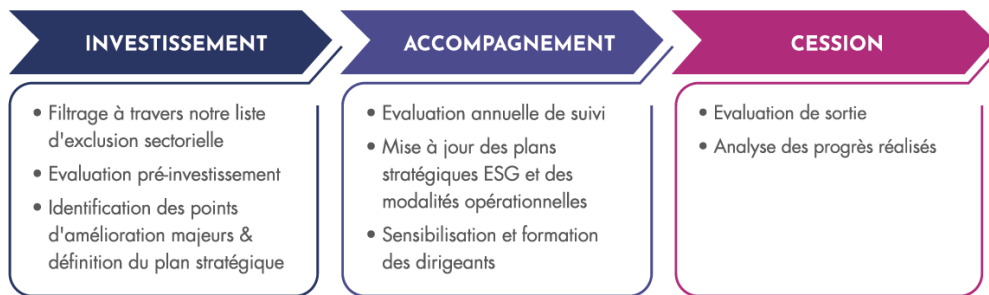 INVESTISSEMENT
• Filtrage à travers notre liste
d'exclusion sectorielle
• Evaluation pré-investissement
• Identification des points
d'amélioration majeurs &
définition du plan stratégique
ACCOMPAGNEMENT
• Evaluation annuelle de suivi
• Mise à jour des plans
stratégiques ESG et des
modalités opérationnelles
• Sensibilisation et formation
des dirigeants
CESSION
• Evaluation de sortie
• Analyse des progrès réalisés